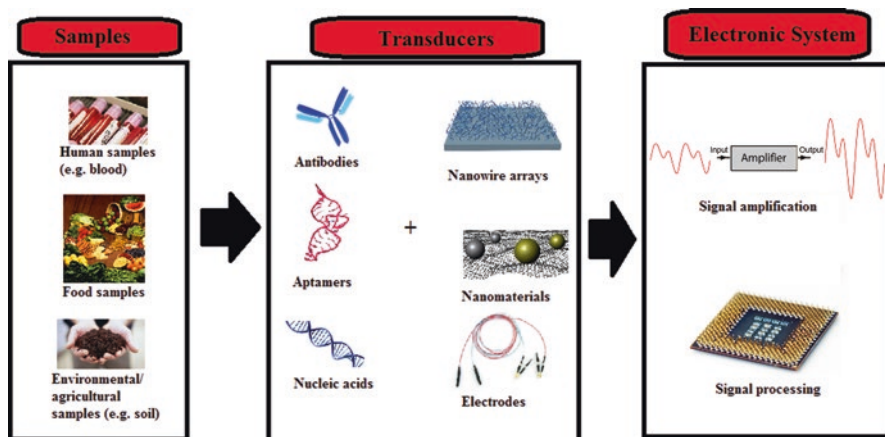 Samples
Human samples
(e.g. blood)
Food samples
Environmental/
agricultural
samples (e.g. soil)
Transducers
Antibodies
Aptamers
Nucleic acids
+
Nanowire arrays
Nanomaterials
Electrodes
Electronic System
Input
Amplifier
Output
Signal amplification
Signal processing